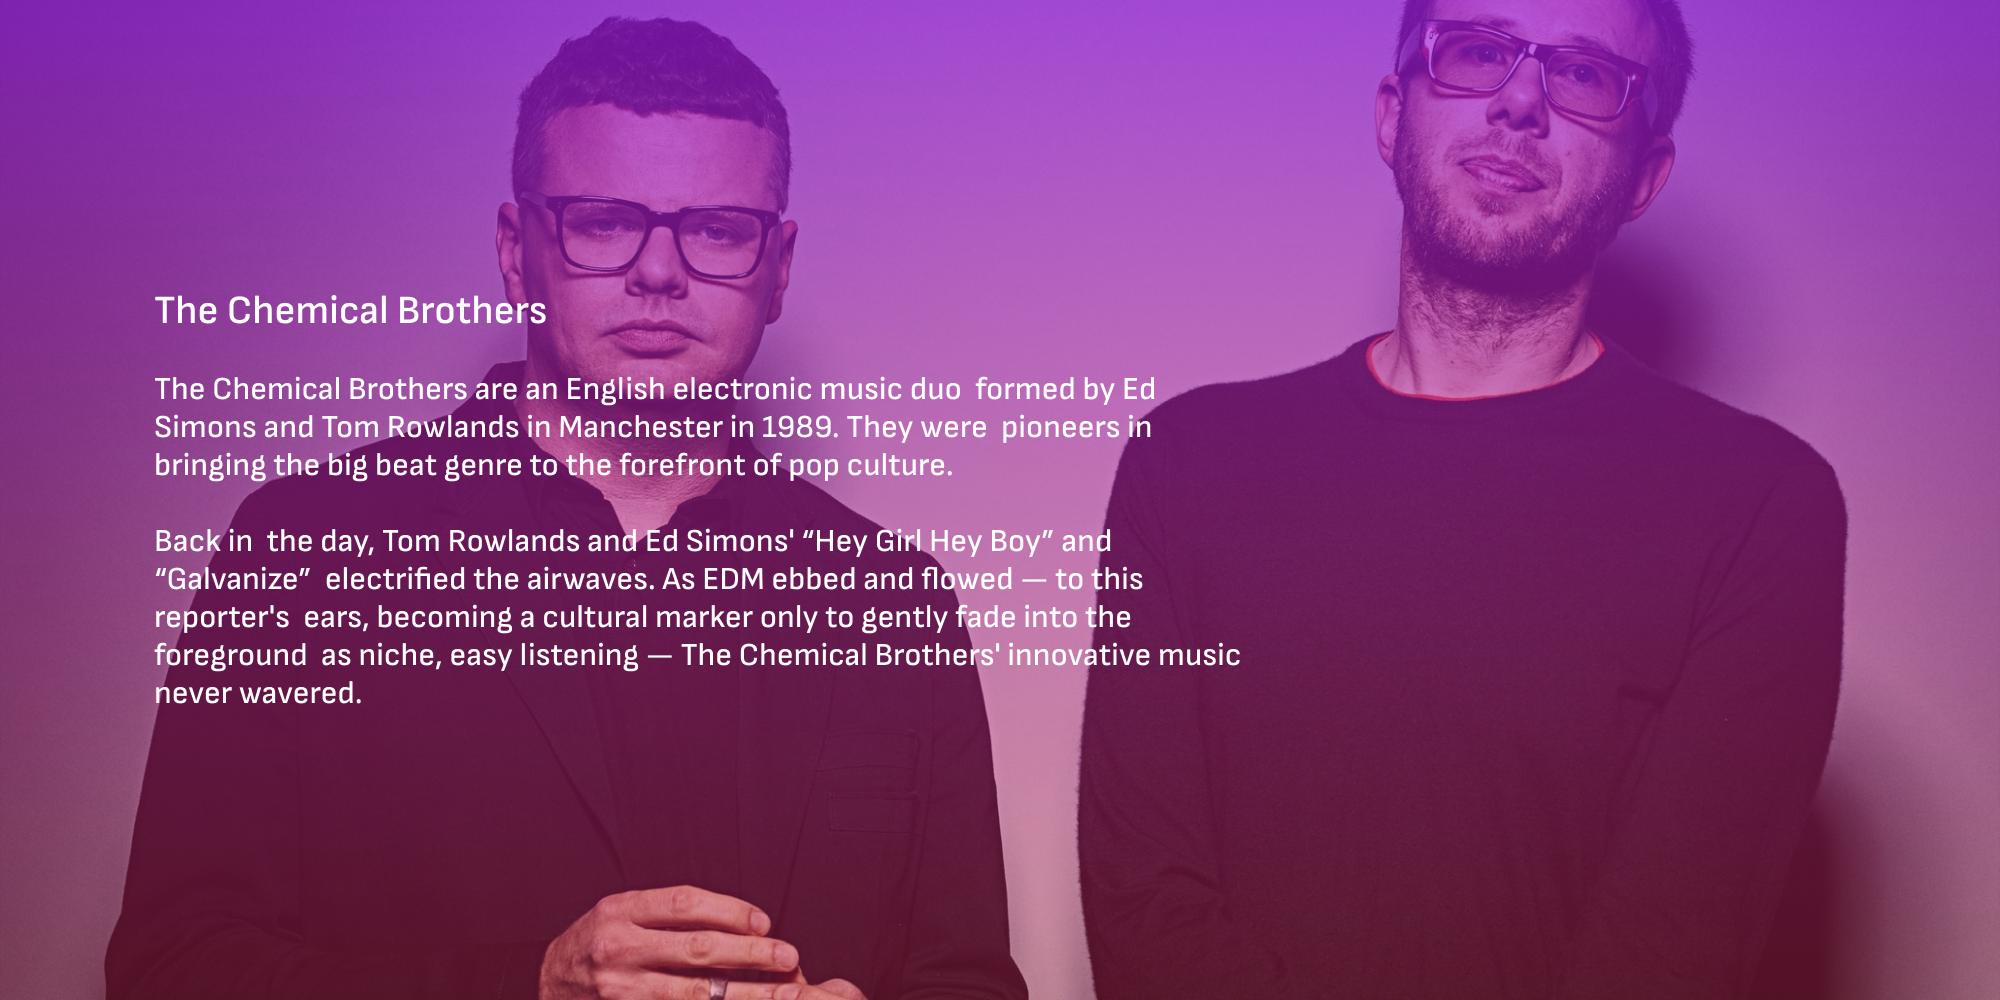 The Chemical Brothers
The Chemical Brothers are an English electronic music duo  formed by Ed
Simons and Tom Rowlands in Manchester in 1989. They were  pioneers in
bringing the big beat genre to the forefront of pop culture.
Back in  the day, Tom Rowlands and Ed Simons' “Hey Girl Hey Boy” and
“Galvanize”  electrified the airwaves. As EDM ebbed and flowed — to this
reporter's  ears, becoming a cultural marker only to gently fade into the
foreground  as niche, easy listening — The Chemical Brothers' innovative music
never wavered.